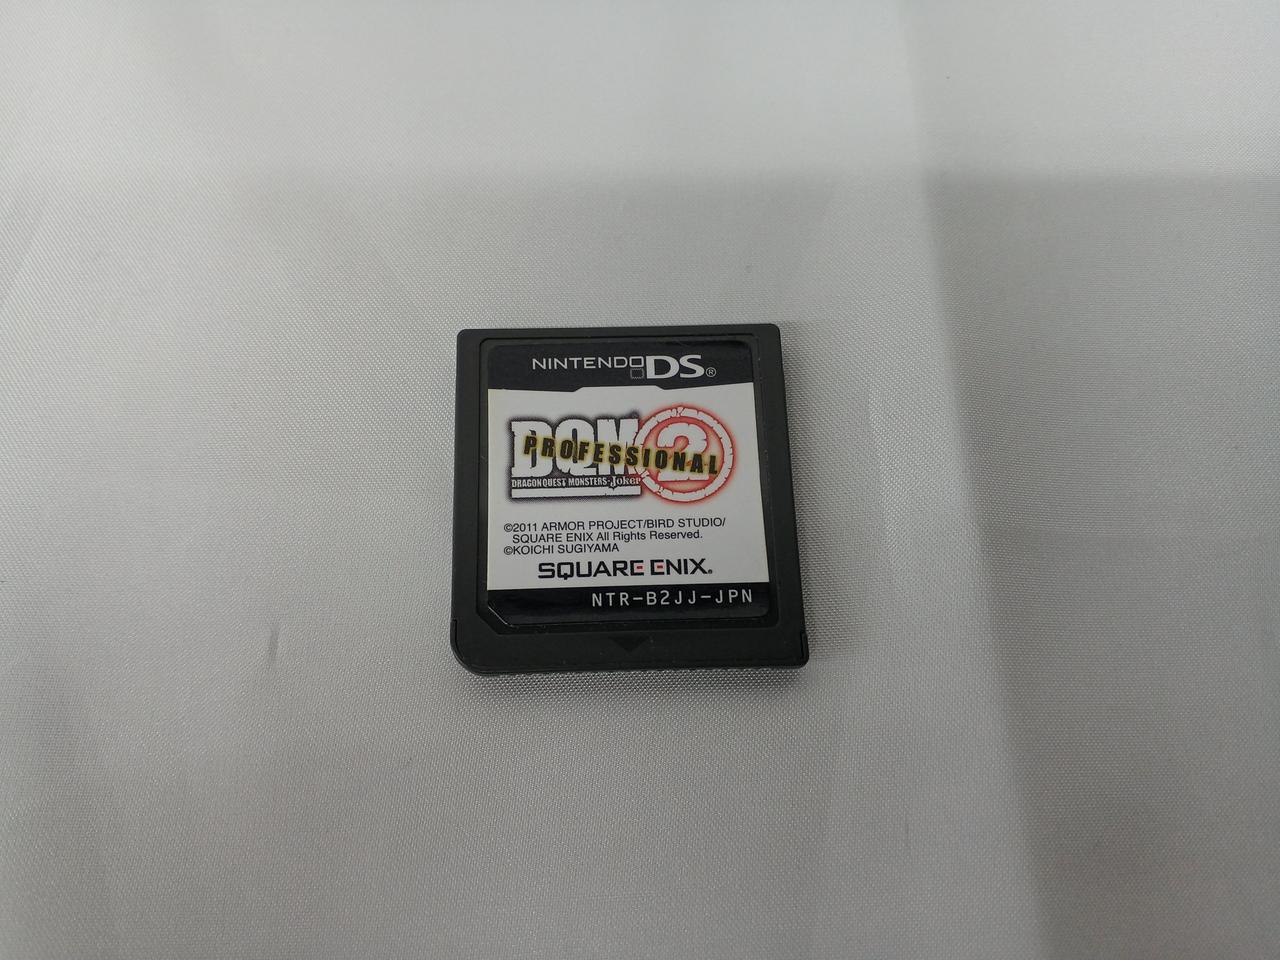 NINTENDO DS®
DQM 2
PROFESSIONAL
DRAGON QUEST MONSTERS·Joker
©2011 ARMOR PROJECT/BIRD STUDIO/
SQUARE ENIX All Rights Reserved.
©KOICHI SUGIYAMA
SQUARE ENIX®
NTR-B2JJ-JPN